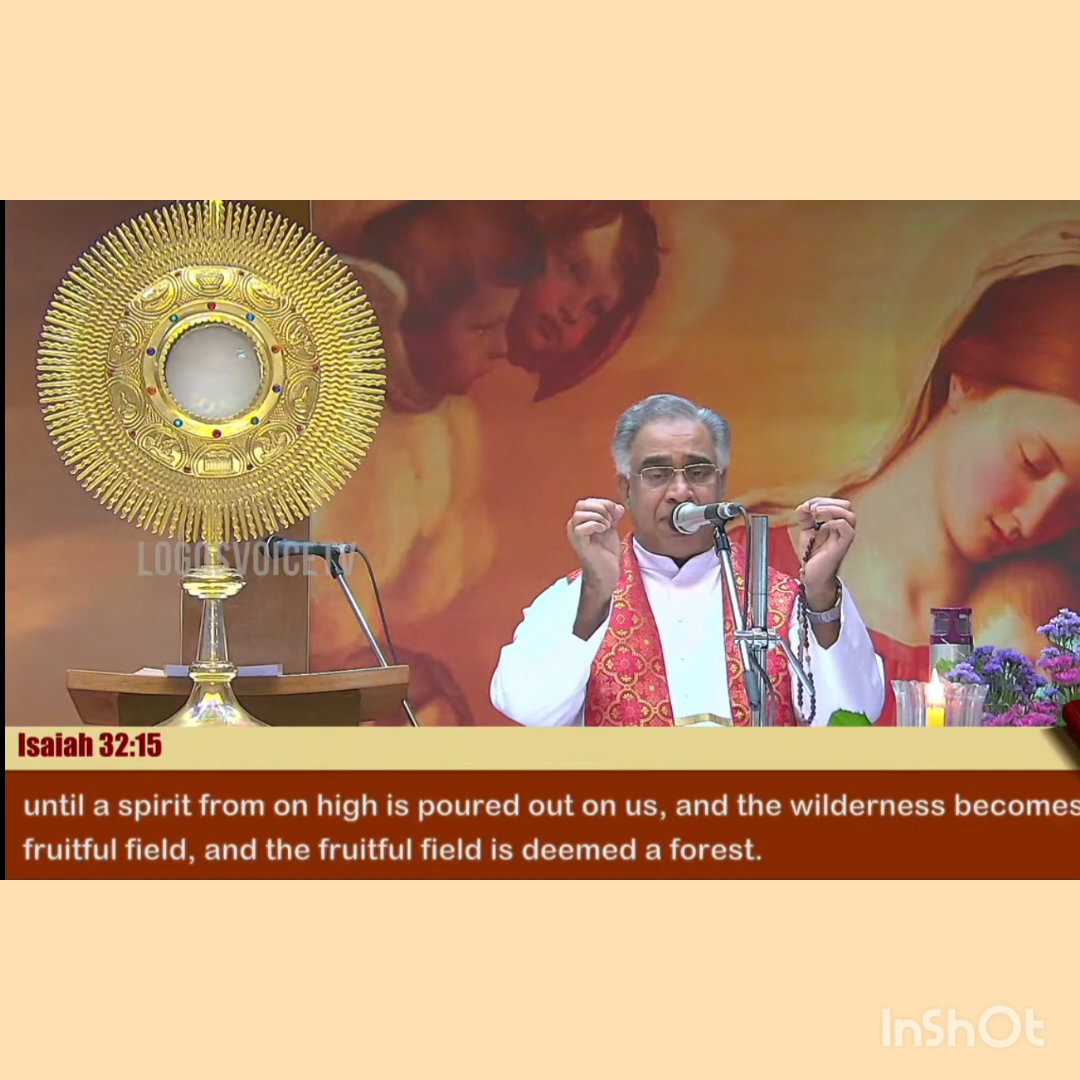 LOGOSVOICE TV
Isaiah 32:15
until a spirit from on high is poured out on us, and the wilderness becomes
fruitful field, and the fruitful field is deemed a forest.
InShOt